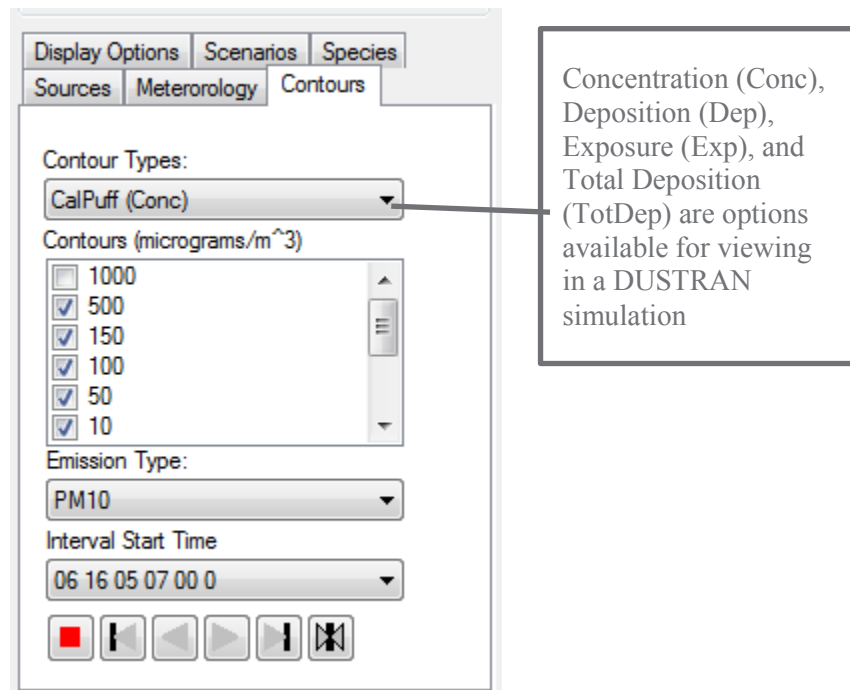 Display Options Scenarios Species
Sources Meterorology Contours
Contour Types:
CalPuff (Conc)
Contours (micrograms/m^3)
1000
500
150
100
50
10
Emission Type:
PM10
Interval Start Time
06 16 05 07 00 0
Concentration (Conc),
Deposition (Dep),
Exposure (Exp), and
Total Deposition
(TotDep) are options
available for viewing
in a DUSTRAN
simulation